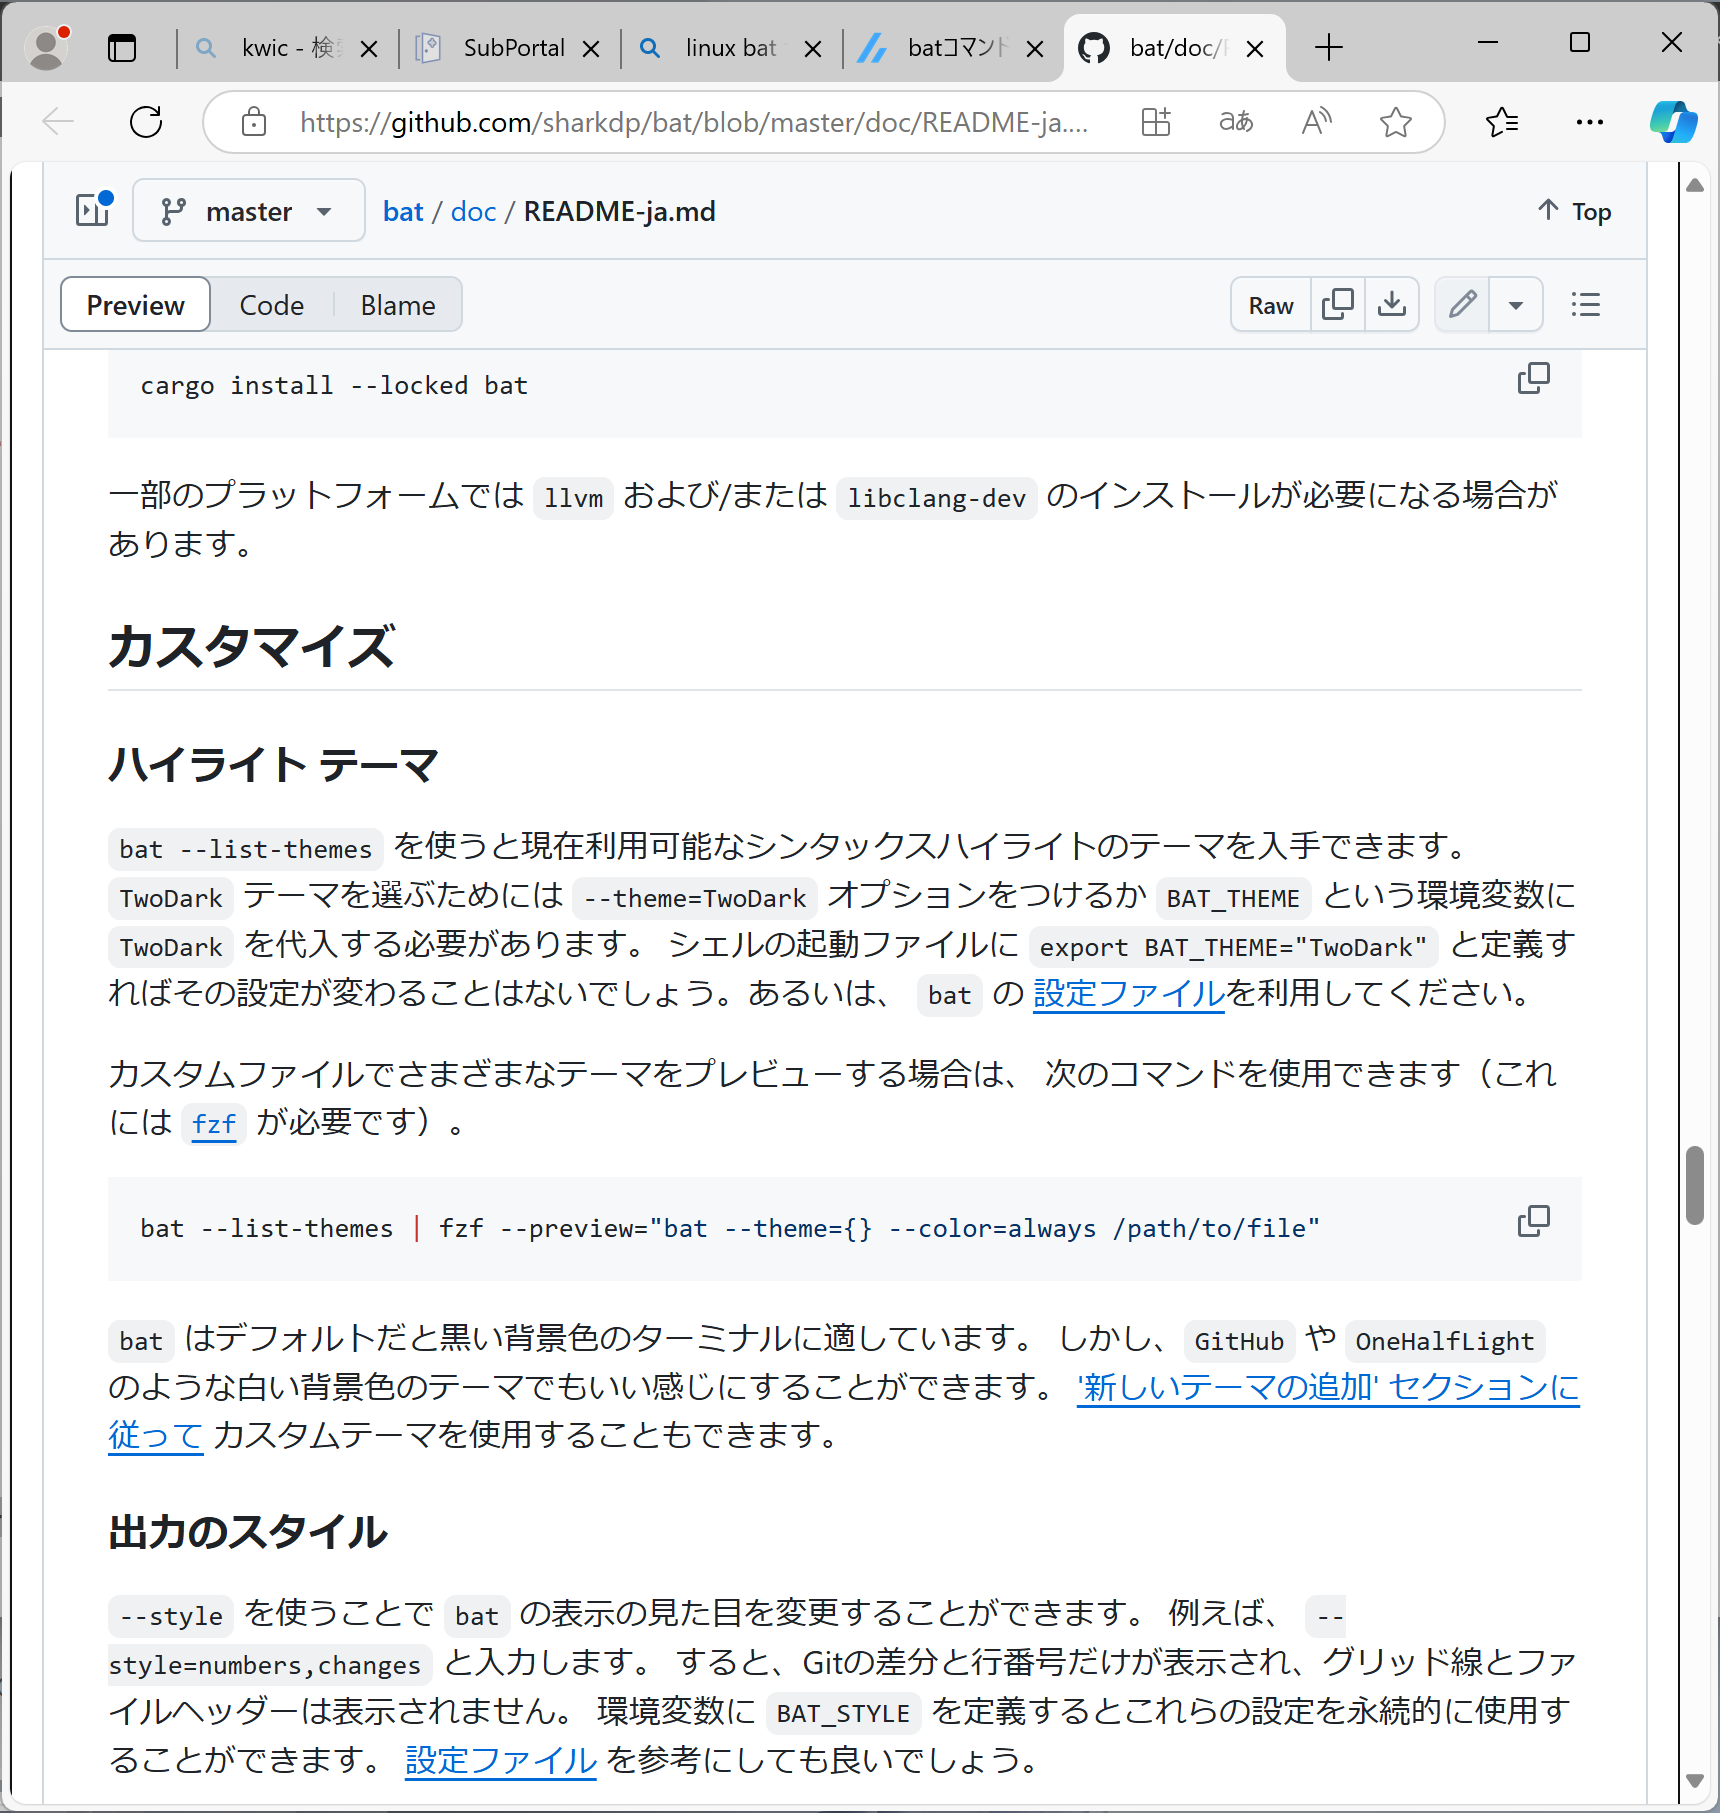 kwic - 検
SubPortal
linux bat
batコマンド
bat/doc/
https://github.com/sharkdp/bat/blob/master/doc/README-ja....
master
bat / doc / README-ja.md
Top
Preview
Code
Blame
Raw
cargo install --locked bat
一部のプラットフォームでは llvm および/または libclang-dev のインストールが必要になる場合が
あります。
カスタマイズ
ハイライト テーマ
bat --list-themes を使うと現在利用可能なシンタックスハイライトのテーマを入手できます。
TwoDark テーマを選ぶためには --theme=TwoDark オプションをつけるか BAT_THEME という環境変数に
TwoDark を代入する必要があります。 シェルの起動ファイルに export BAT_THEME="TwoDark" と定義す
ればその設定が変わることはないでしょう。あるいは、 bat の 設定ファイルを利用してください。
カスタムファイルでさまざまなテーマをプレビューする場合は、 次のコマンドを使用できます（これ
には fzf が必要です）。
bat --list-themes | fzf --preview="bat --theme={} --color=always /path/to/file"
bat はデフォルトだと黒い背景色のターミナルに適しています。 しかし、 GitHub や OneHalfLight
のような白い背景色のテーマでもいい感じにすることができます。 '新しいテーマの追加' セクションに
従って カスタムテーマを使用することもできます。
出力のスタイル
--style を使うことで bat の表示の見た目を変更することができます。 例えば、 --
style=numbers,changes と入力します。 すると、Gitの差分と行番号だけが表示され、グリッド線とファ
イルヘッダーは表示されません。 環境変数に BAT_STYLE を定義するとこれらの設定を永続的に使用す
ることができます。 設定ファイル を参考にしても良いでしょう。